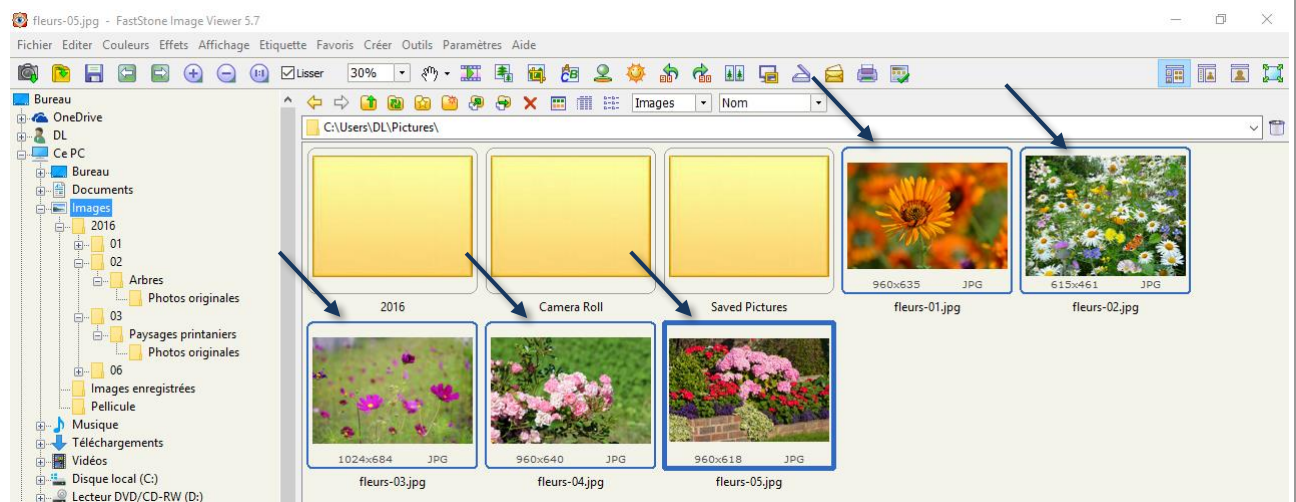 fleurs-05.jpg - FastStone Image Viewer 5.7
Fichier Editer Couleurs Effets Affichage Etiquette Favoris Créer Outils Paramètres Aide
1:1 Lisser 30% CB
Bureau
OneDrive
DL
Ce PC
Bureau
Documents
Images
2016
01
02
Arbres
Photos originales
03
Paysages printaniers
Photos originales
06
Images enregistrées
Pellicule
Musique
Téléchargements
Vidéos
Disque local (C:)
Lecteur DVD/CD-RW (D:)
Images Nom
C:\Users\DL\Pictures\
960x635 JPG
615x461 JPG
2016
Camera Roll
Saved Pictures
fleurs-01.jpg
fleurs-02.jpg
1024x684 JPG
960x640 JPG
960x618 JPG
fleurs-03.jpg
fleurs-04.jpg
fleurs-05.jpg